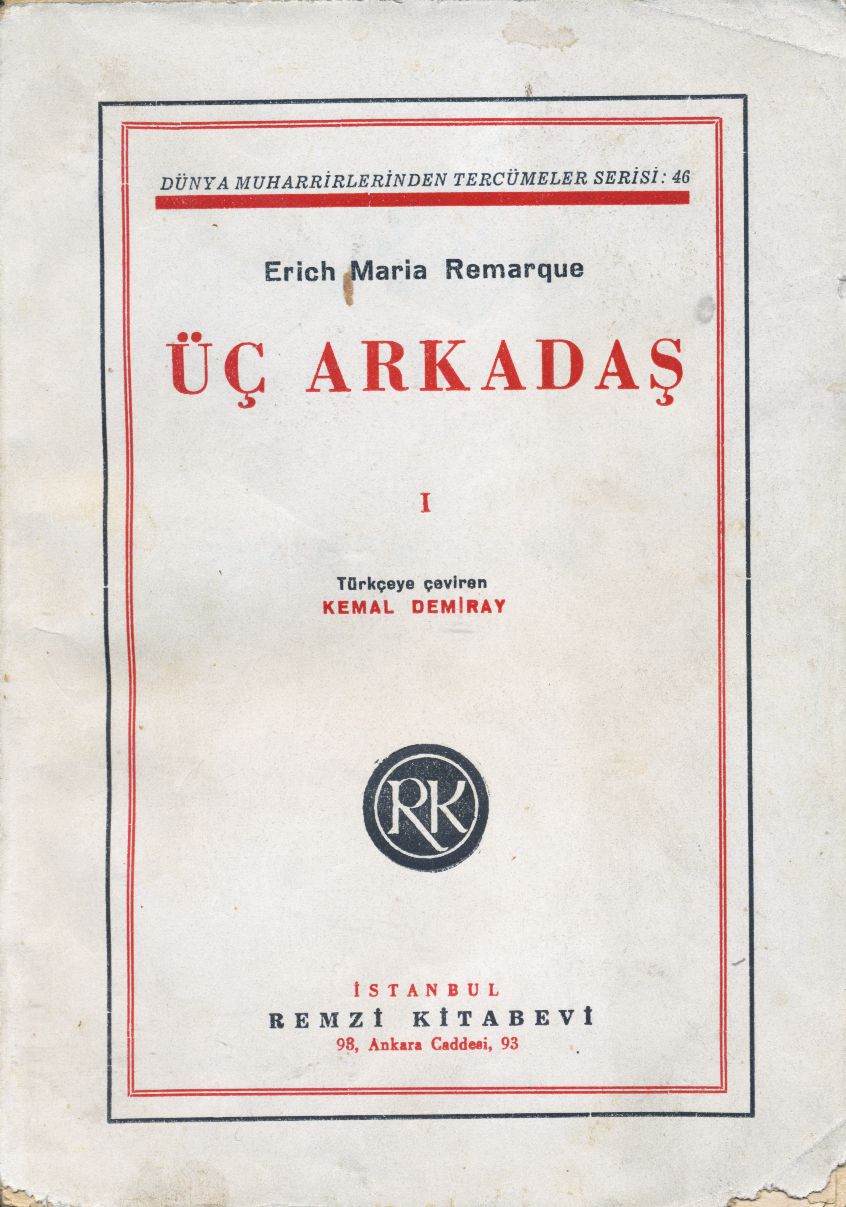 DÜNYA MUHARRİRLERİNDEN TERCÜMELER SERİSİ: 46
Erich Maria Remarque
ÜÇ ARKADAŞ
I
Türkçeye çeviren
KEMAL DEMİRAY
RK
İSTANBUL
REMZİ KİTABEVİ
93, Ankara Caddesi, 93